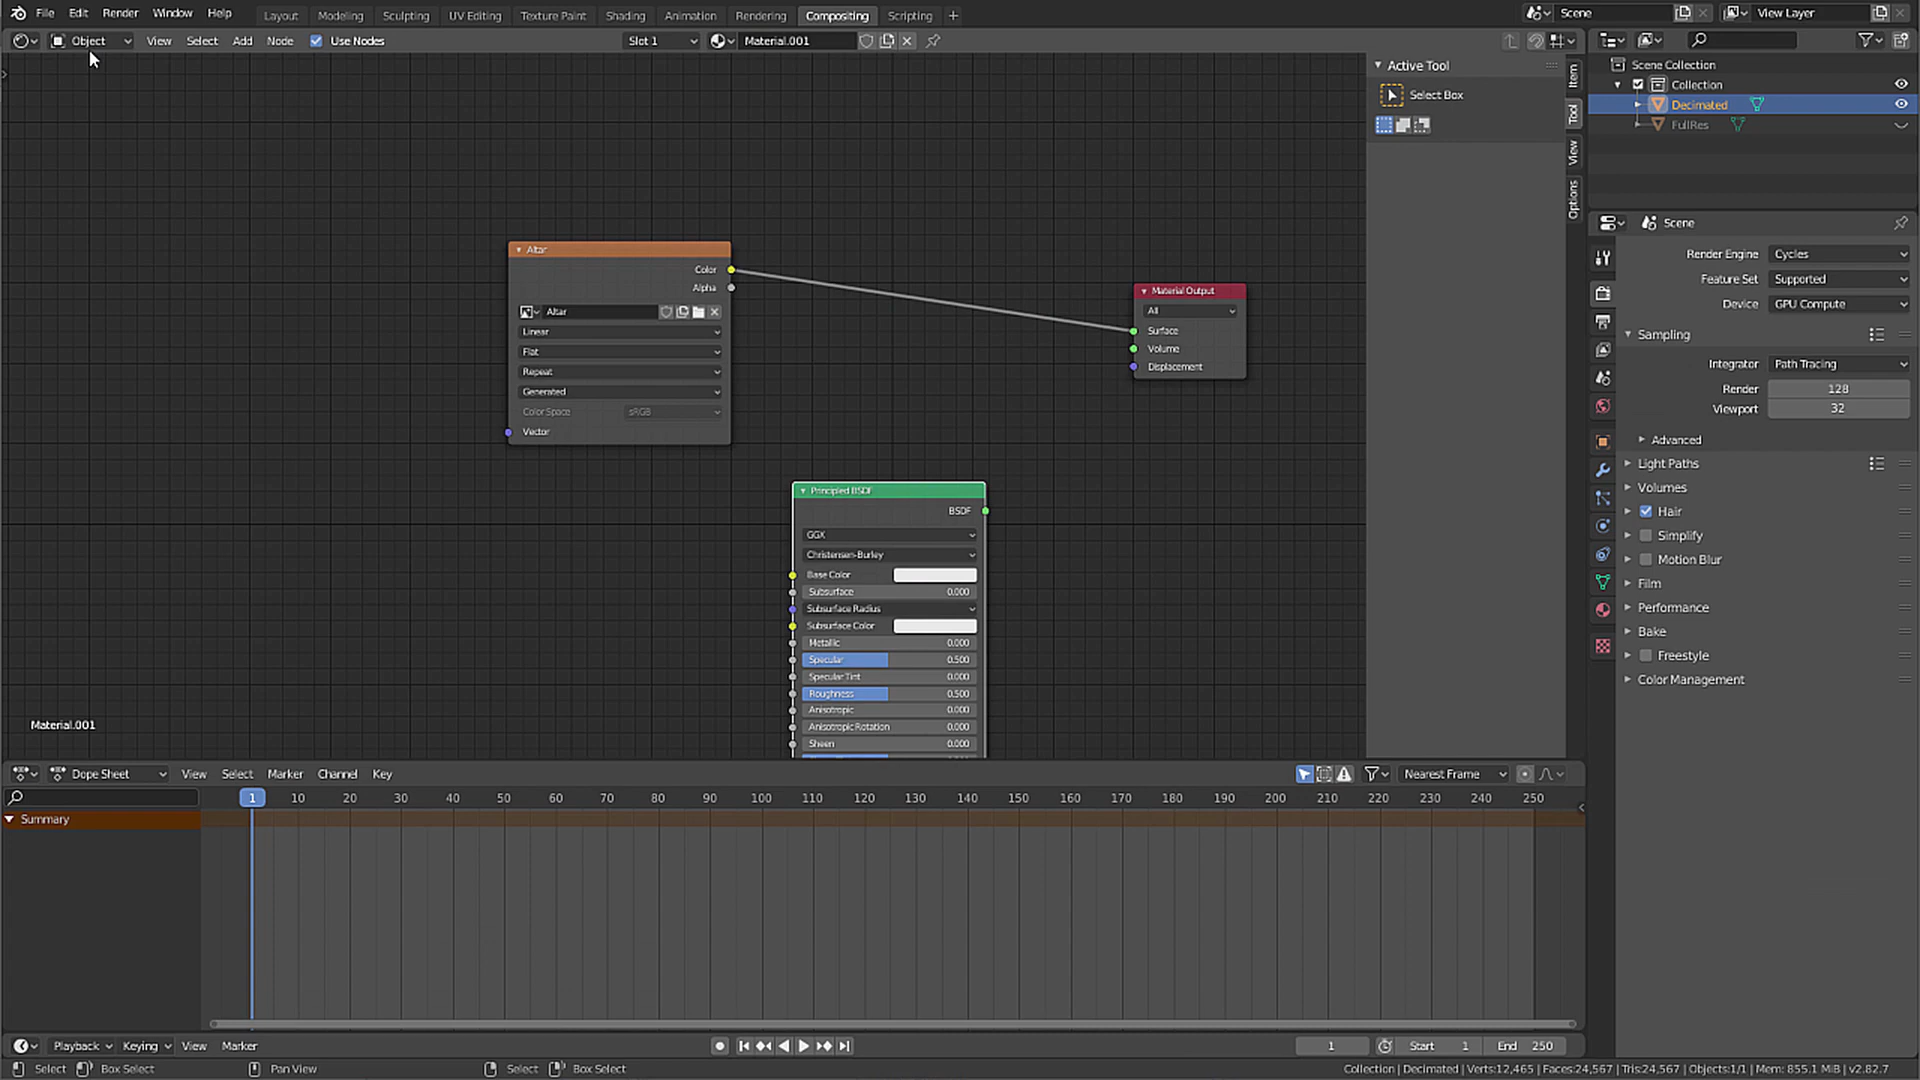 File Edit Render Window Help Layout Modeling Sculpting UV Editing Texture Paint Shading Animation Rendering Compositing Scripting + Scene View Layer
Object View Select Add Node Use Nodes Slot 1 Material.001
Active Tool
Select Box
Item
Tool
View
Options
Scene Collection
Collection
Decimated
FullRes
Altar
Color
Alpha
Altar
Linear
Flat
Repeat
Generated
Color Space sRGB
Vector
Material Output
All
Surface
Volume
Displacement
Principled BSDF
BSDF
GGX
Christensen-Burley
Base Color
Subsurface 0.000
Subsurface Radius
Subsurface Color
Metallic 0.000
Specular 0.500
Specular Tint 0.000
Roughness 0.500
Anisotropic 0.000
Anisotropic Rotation 0.000
Sheen 0.000
Material.001
Scene
Render Engine Cycles
Feature Set Supported
Device GPU Compute
Sampling
Integrator Path Tracing
Render 128
Viewport 32
Advanced
Light Paths
Volumes
Hair
Simplify
Motion Blur
Film
Performance
Bake
Freestyle
Color Management
Dope Sheet View Select Marker Channel Key Nearest Frame
1 10 20 30 40 50 60 70 80 90 100 110 120 130 140 150 160 170 180 190 200 210 220 230 240 250
Summary
Playback Keying View Marker 1 Start 1 End 250
Select Box Select Pan View Select Box Select Collection | Decimated | Verts:12,465 | Faces:24,567 | Tris:24,567 | Objects:1/1 | Mem: 855.1 MiB | v2.82.7